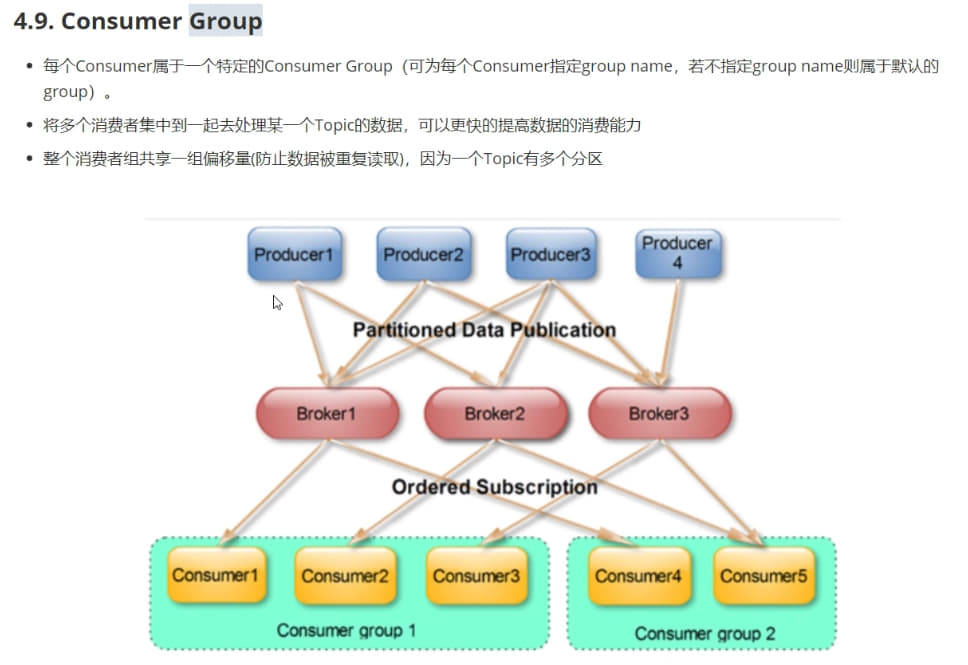 4.9. Consumer Group
每个Consumer属于一个特定的Consumer Group（可为每个Consumer指定group name，若不指定group name则属于默认的
group）。
将多个消费者集中到一起去处理某一个Topic的数据，可以更快的提高数据的消费能力
整个消费者组共享一组偏移量(防止数据被重复读取)，因为一个Topic有多个分区
Producer1
Producer2
Producer3
Producer
4
Partitioned Data Publication
Broker1
Broker2
Broker3
Ordered Subscription
Consumer1
Consumer2
Consumer3
Consumer4
Consumer5
Consumer group 1
Consumer group 2